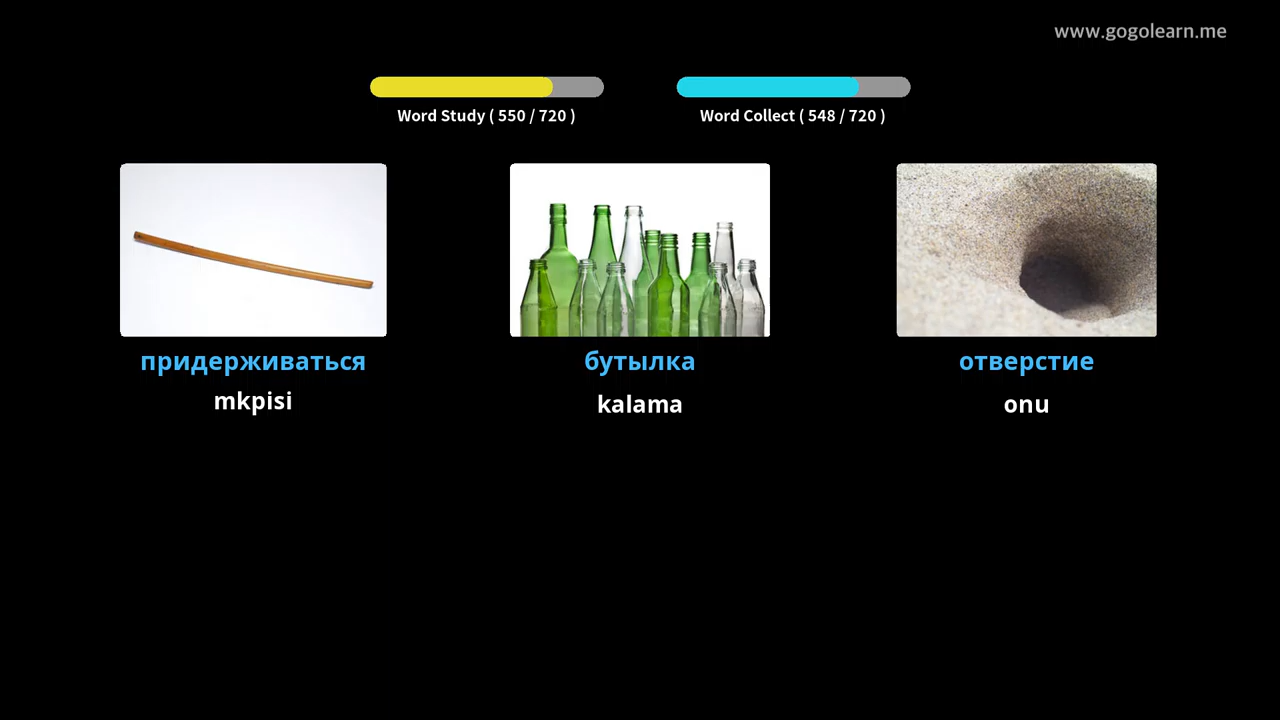 www.gogolearn.me
Word Study ( 550 / 720 )
Word Collect ( 548 / 720 )
придерживаться
бутылка
отверстие
mkpisi
kalama
onu